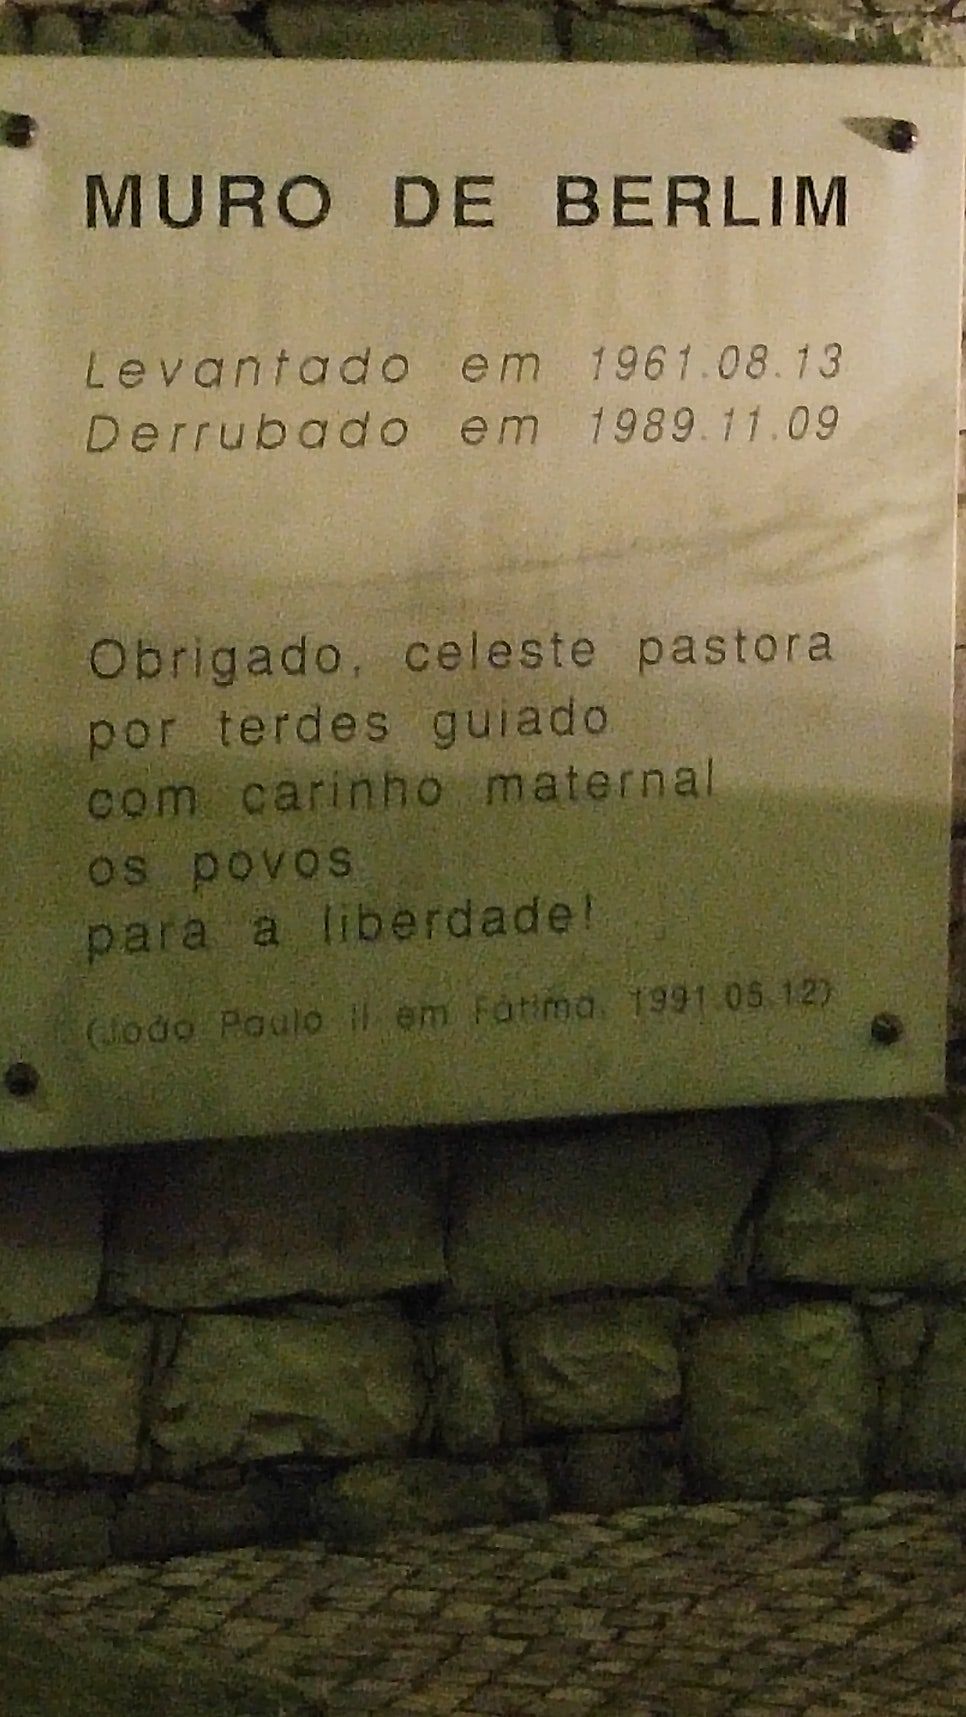 MURO DE BERLIM
Levantado em 1961.08.13
Derrubado em 1989.11.09
Obrigado, celeste pastora
por terdes guiado
com carinho maternal
os povos
para a liberdade!
(João Paulo II em Fátima, 1991.05.12)